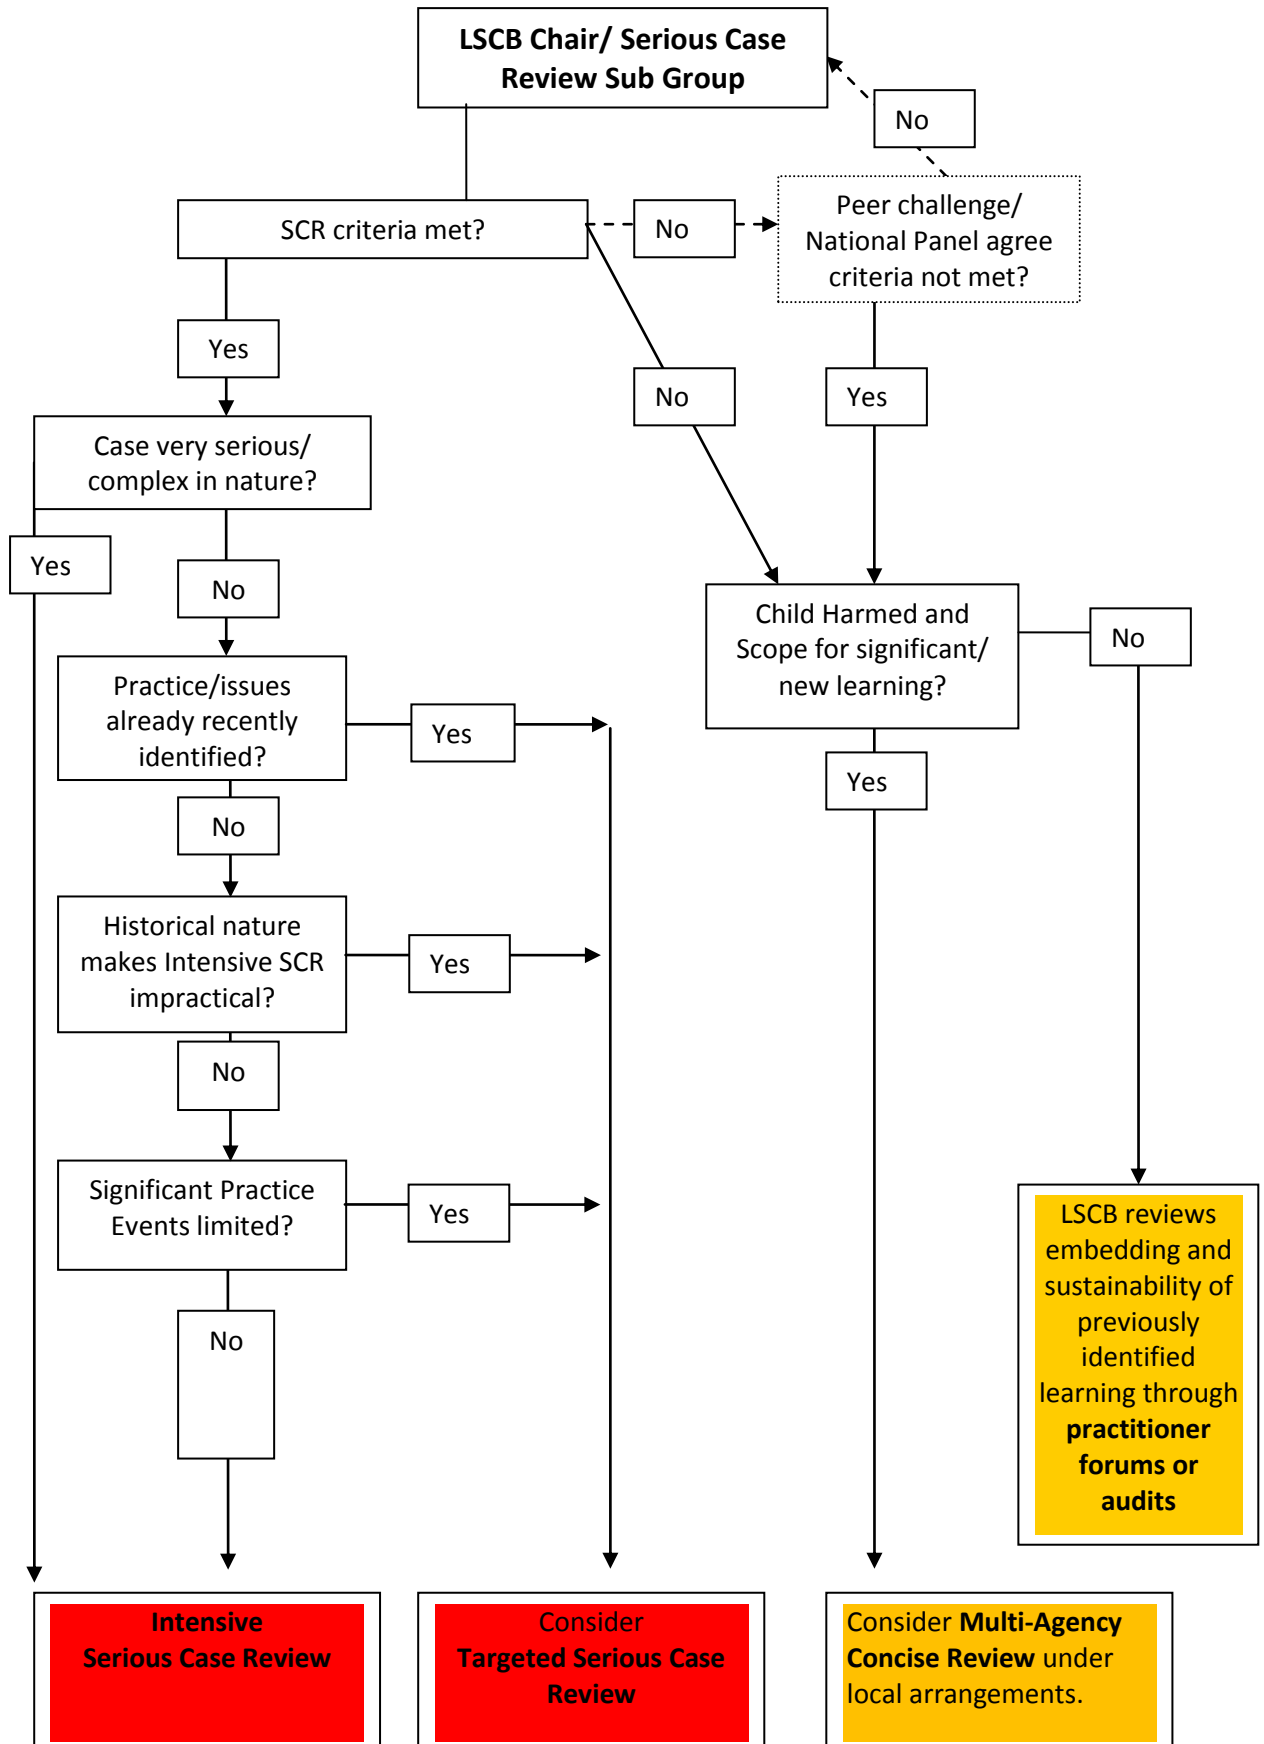 LSCB Chair/ Serious Case
Review Sub Group
No
SCR criteria met?
No
Peer challenge/
National Panel agree
criteria not met?
Yes
No
Yes
Case very serious/
complex in nature?
Yes
No
Child Harmed and
Scope for significant/
new learning?
No
Practice/issues
already recently
identified?
Yes
Yes
No
Historical nature
makes Intensive SCR
impractical?
Yes
No
Significant Practice
Events limited?
Yes
No
LSCB reviews
embedding and
sustainability of
previously
identified
learning through
practitioner
forums or
audits
Intensive
Serious Case Review
Consider
Targeted Serious Case
Review
Consider Multi-Agency
Concise Review under
local arrangements.